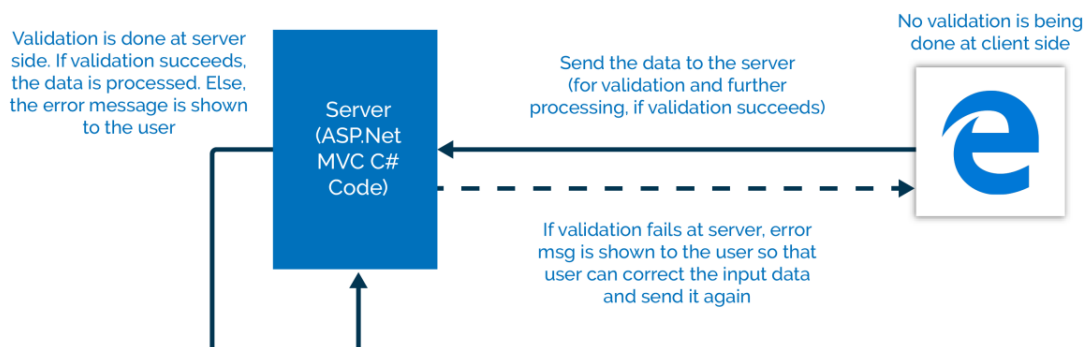 Validation is done at server
side. If validation succeeds,
the data is processed. Else,
the error message is shown
to the user
Server
(ASP.Net
MVC C#
Code)
Send the data to the server
(for validation and further
processing, if validation succeeds)
No validation is being
done at client side
If validation fails at server, error
msg is shown to the user so that
user can correct the input data
and send it again